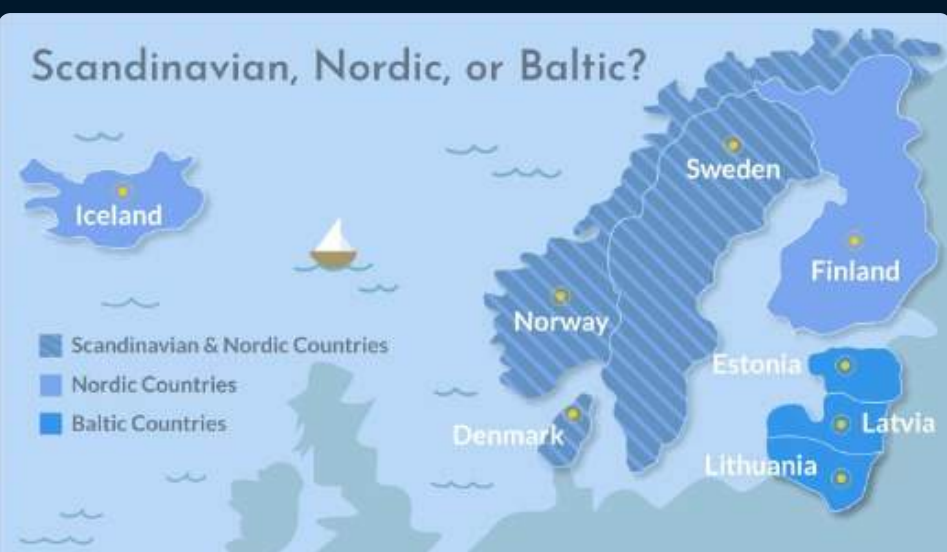 Scandinavian, Nordic, or Baltic?
Iceland
Sweden
Finland
Norway
Scandinavian & Nordic Countries
Nordic Countries
Baltic Countries
Estonia
Denmark
Latvia
Lithuania